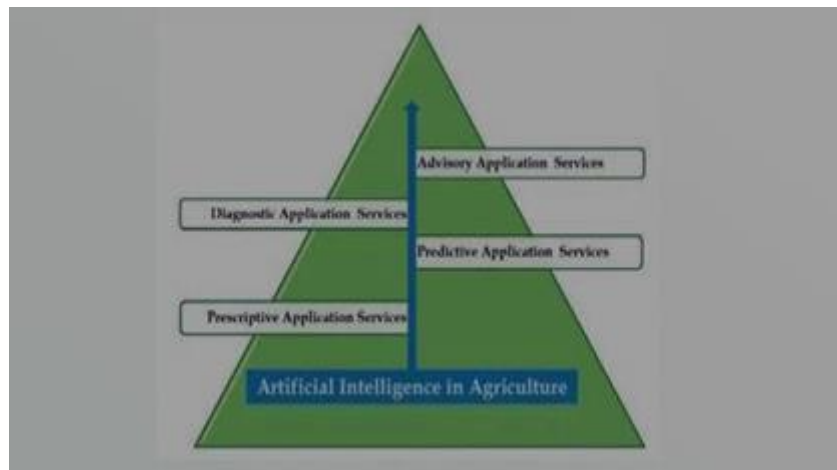 Advisory Application Services
Diagnostic Application Services
Predictive Application Services
Prescriptive Application Services
Artificial Intelligence in Agriculture